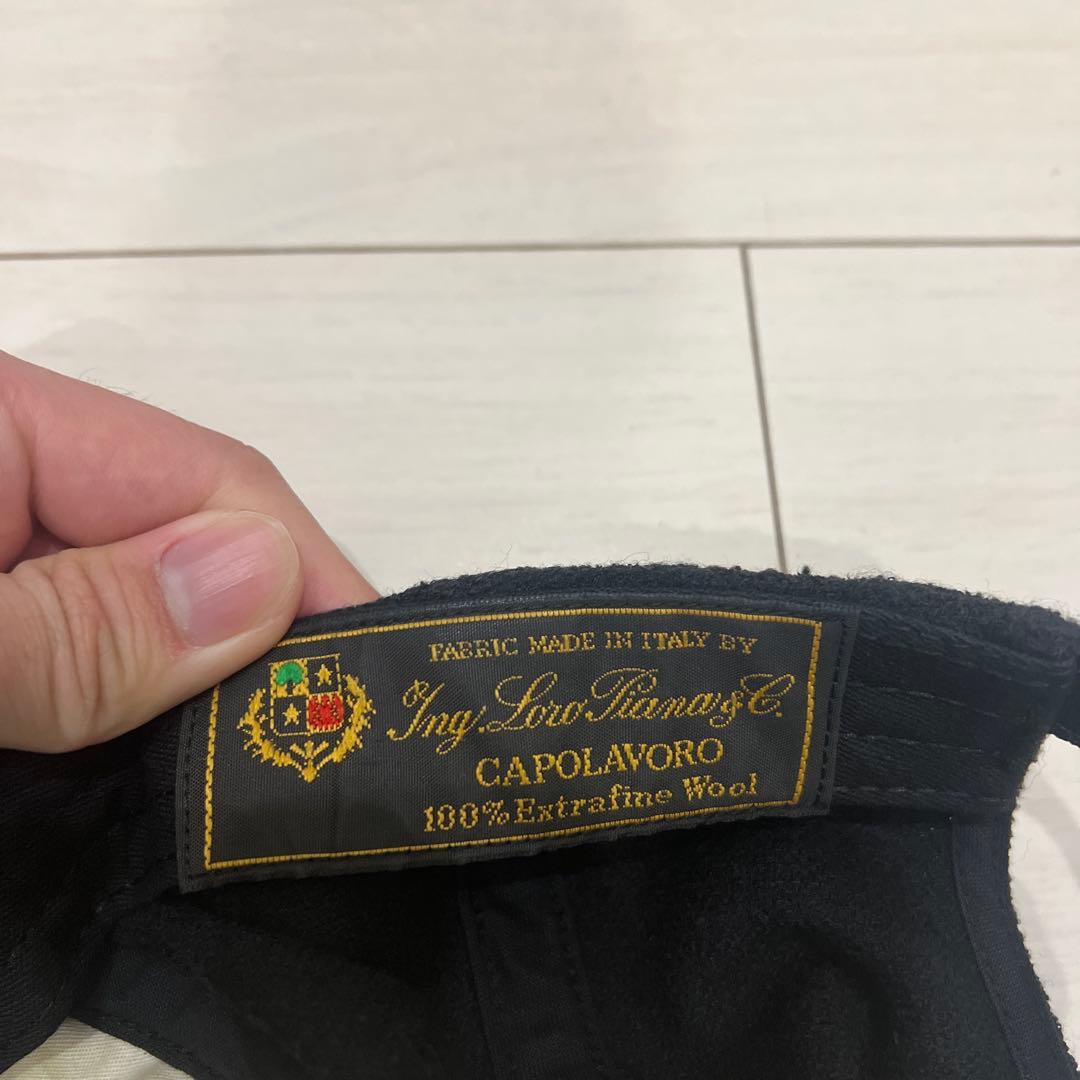 FABRIC MADE IN ITALY BY
Ing. Loro Piana & C.
CAPOLAVORO
100% Extrafine Wool